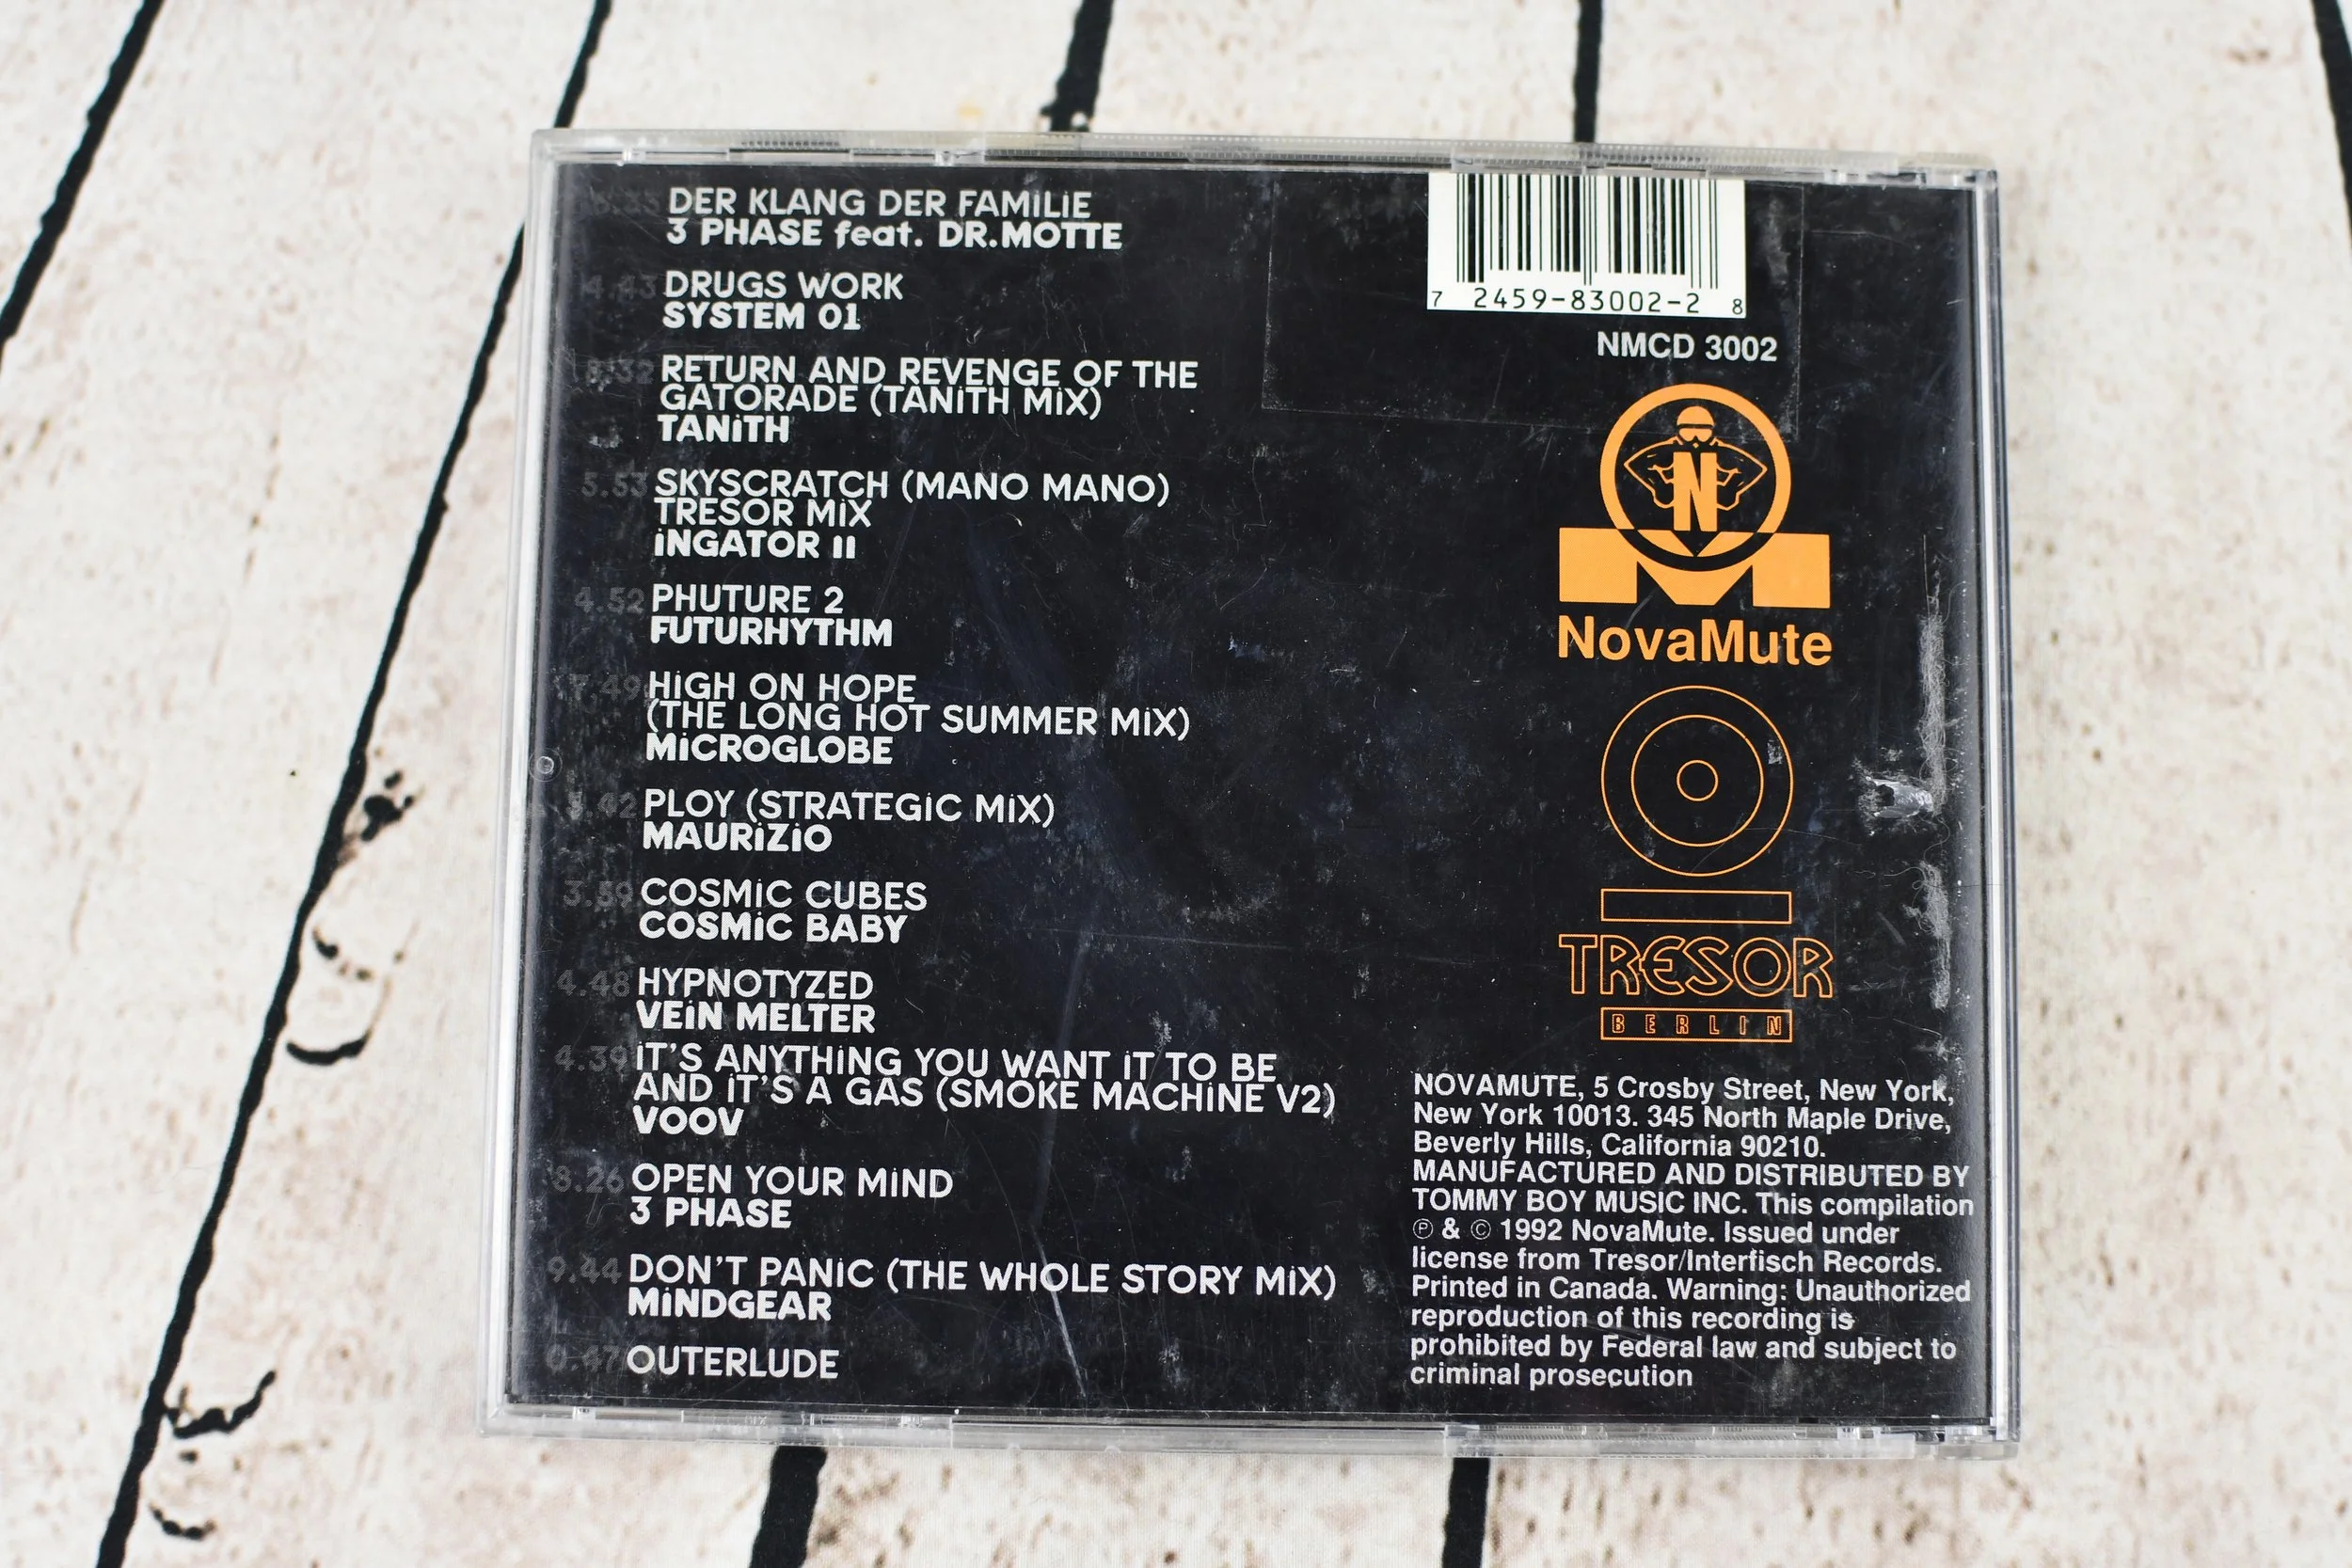 DER KLANG DER FAMiLiE
3 PHASE feat. DR.MOTTE
4.43 DRUGS WORK
SYSTEM 01
8.32 RETURN AND REVENGE OF THE
GATORADE (TANiTH MiX)
TANiTH
5.53 SKYSCRATCH (MANO MANO)
TRESOR MiX
iNGATOR II
4.52 PHUTURE 2
FUTURHYTHM
7.49 HiGH ON HOPE
(THE LONG HOT SUMMER MiX)
MiCROGLOBE
PLOY (STRATEGiC MiX)
MAURiZiO
3.59 COSMiC CUBES
COSMiC BABY
4.48 HYPNOTYZED
VEiN MELTER
4.39 iT'S ANYTHiNG YOU WANT iT TO BE
AND iT'S A GAS (SMOKE MACHiNE V2)
VOOV
8.26 OPEN YOUR MiND
3 PHASE
9.44 DON'T PANiC (THE WHOLE STORY MiX)
MiNDGEAR
0.47 OUTERLUDE
7 2459-83002-2 8
NMCD 3002
N
M
NovaMute
TRESOR
BERLIN
NOVAMUTE, 5 Crosby Street, New York,
New York 10013. 345 North Maple Drive,
Beverly Hills, California 90210.
MANUFACTURED AND DISTRIBUTED BY
TOMMY BOY MUSIC INC. This compilation
℗ & © 1992 NovaMute. Issued under
license from Tresor/Interfisch Records.
Printed in Canada. Warning: Unauthorized
reproduction of this recording is
prohibited by Federal law and subject to
criminal prosecution